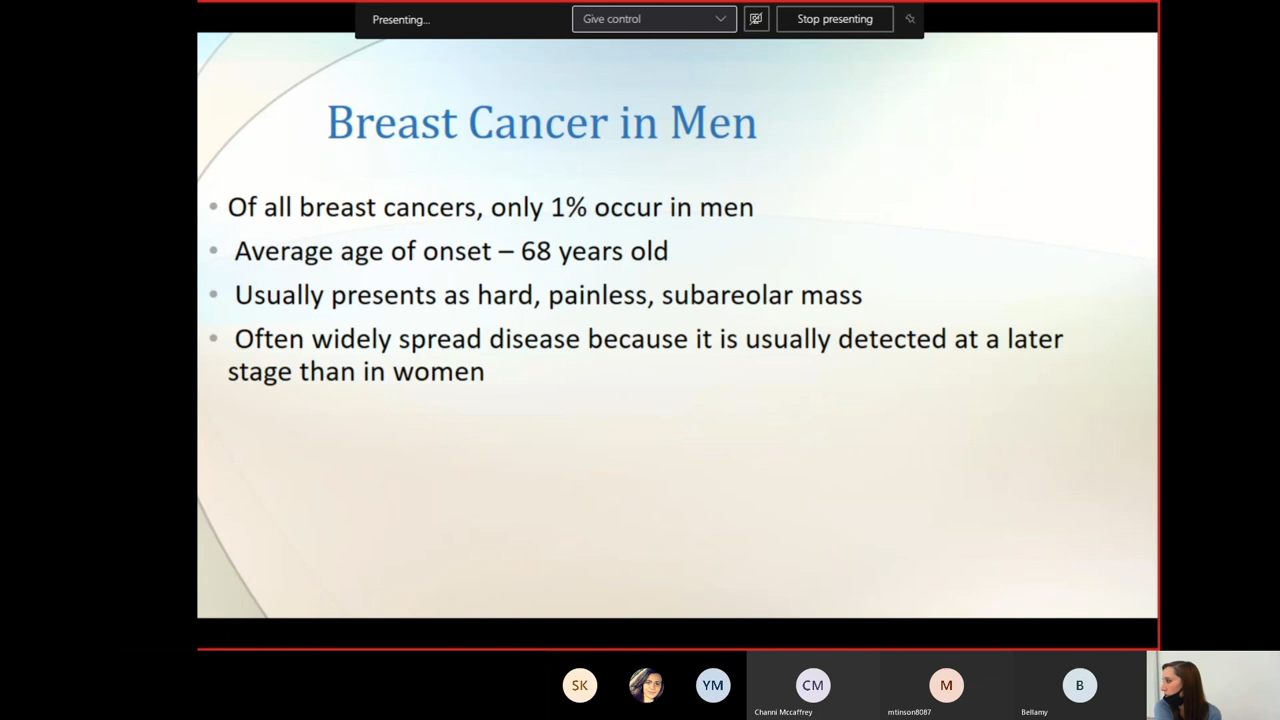 Presenting...
Give control
Stop presenting
Breast Cancer in Men
• Of all breast cancers, only 1% occur in men
• Average age of onset – 68 years old
• Usually presents as hard, painless, subareolar mass
• Often widely spread disease because it is usually detected at a later
stage than in women
SK
YM
CM
M
B
Channi Mccaffrey
mtinson8087
Bellamy